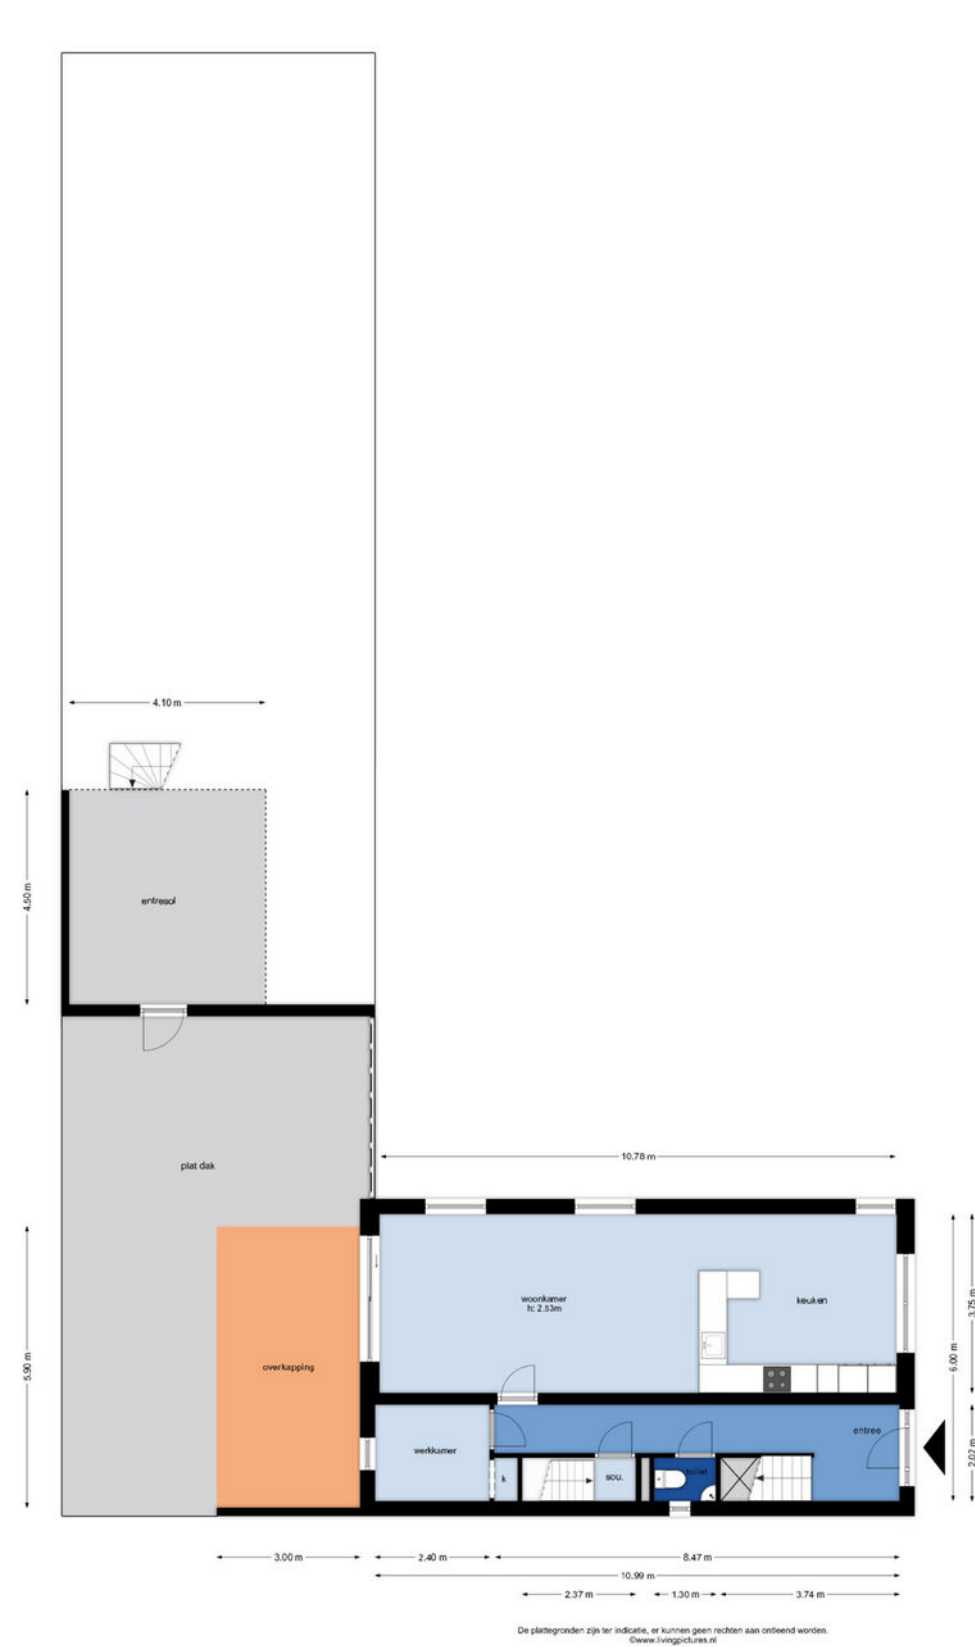 4.10 m
4.50 m
entresol
plat dak
10.78 m
woonkamer
h: 2.53m
keuken
3.75 m
6.00 m
5.90 m
overkapping
entree
werkkamer
2.02 m
k
sou.
toilet
3.00 m
2.40 m
8.47 m
10.99 m
2.37 m
1.30 m
3.74 m
De plattegronden zijn ter indicatie, er kunnen geen rechten aan ontleend worden.
©www.livingpictures.nl